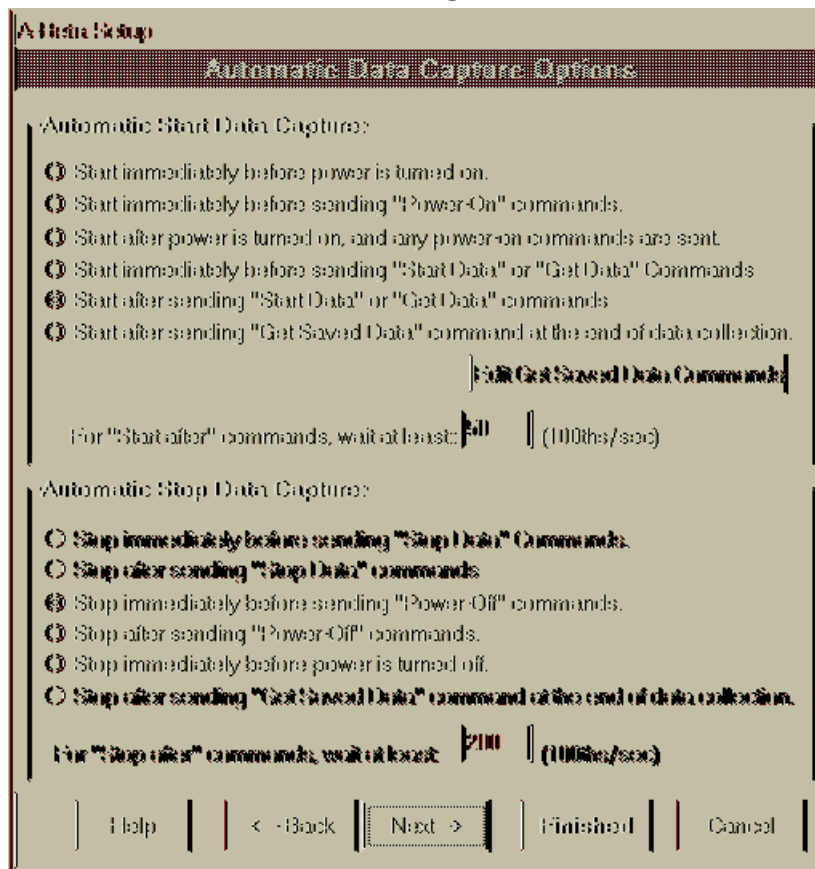 A Data Setup
Automatic Data Capture Options
Automatic Start Data Capture:
Start immediately before power is turned on.
Start immediately before sending "Power-On" commands.
Start after power is turned on, and any power-on commands are sent.
Start immediately before sending "Start Data" or "Get Data" Commands
Start after sending "Start Data" or "Get Data" commands
Start after sending "Get Saved Data" command at the end of data collection.
Edit Get Saved Data Commands
For "Start after" commands, wait at least: (100ths/sec)
Automatic Stop Data Capture:
Stop immediately before sending "Stop Data" Commands.
Stop after sending "Stop Data" commands
Stop immediately before sending "Power-Off" commands.
Stop after sending "Power-Off" commands.
Stop immediately before power is turned off.
Stop after sending "Get Saved Data" command at the end of data collection.
For "Stop after" commands, wait at least: 200 (100ths/sec)
Help < -Back Next -> Finished Cancel